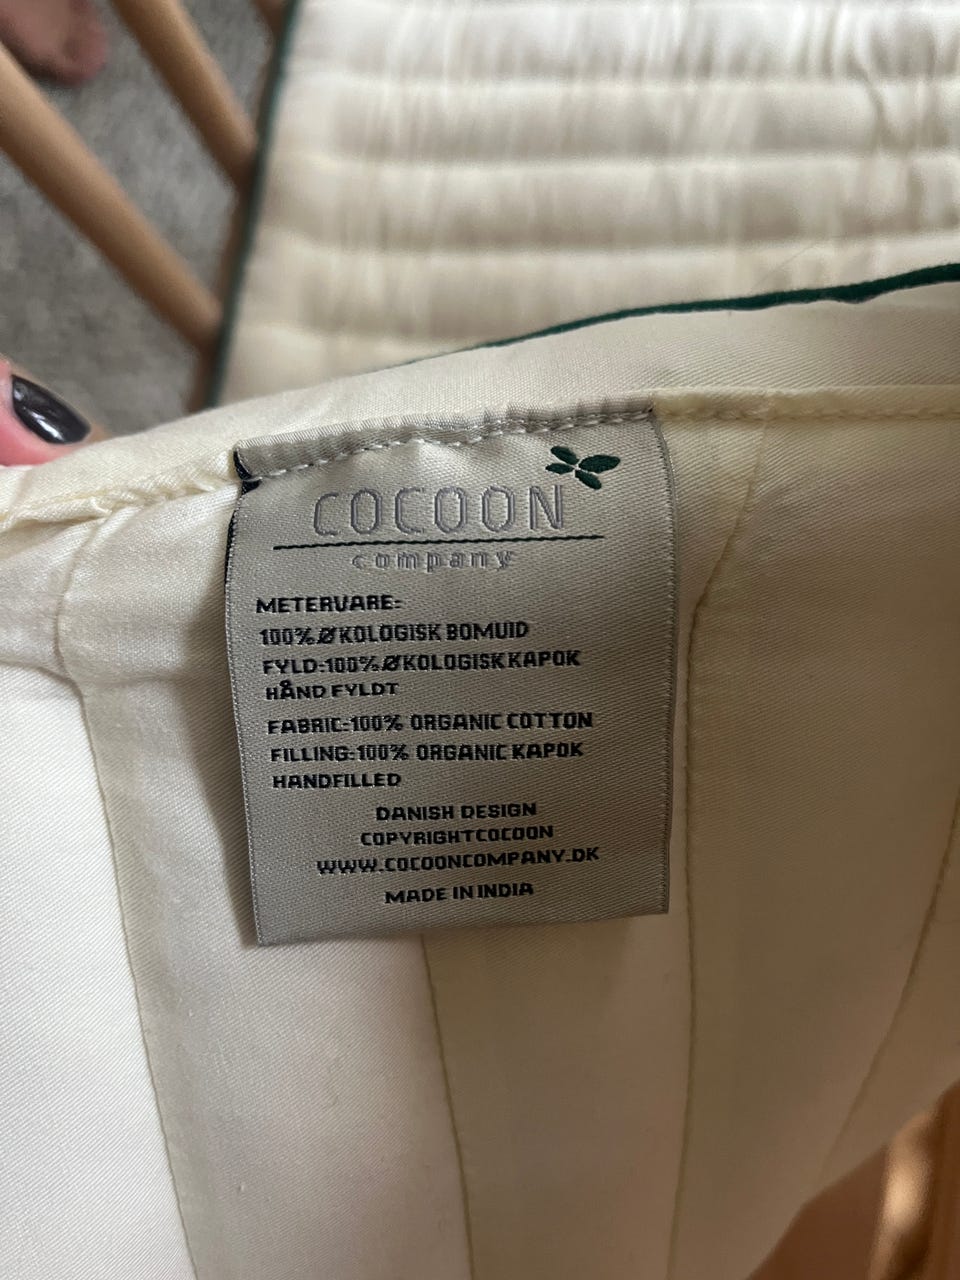 COCOON
company
METERVARE:
100% ØKOLOGISK BOMUID
FYLD:100% ØKOLOGISK KAPOK
HÅND FYLDT
FABRIC:100% ORGANIC COTTON
FILLING:100% ORGANIC KAPOK
HANDFILLED
DANISH DESIGN
COPYRIGHTCOCOON
WWW.COCOONCOMPANY.DK
MADE IN INDIA